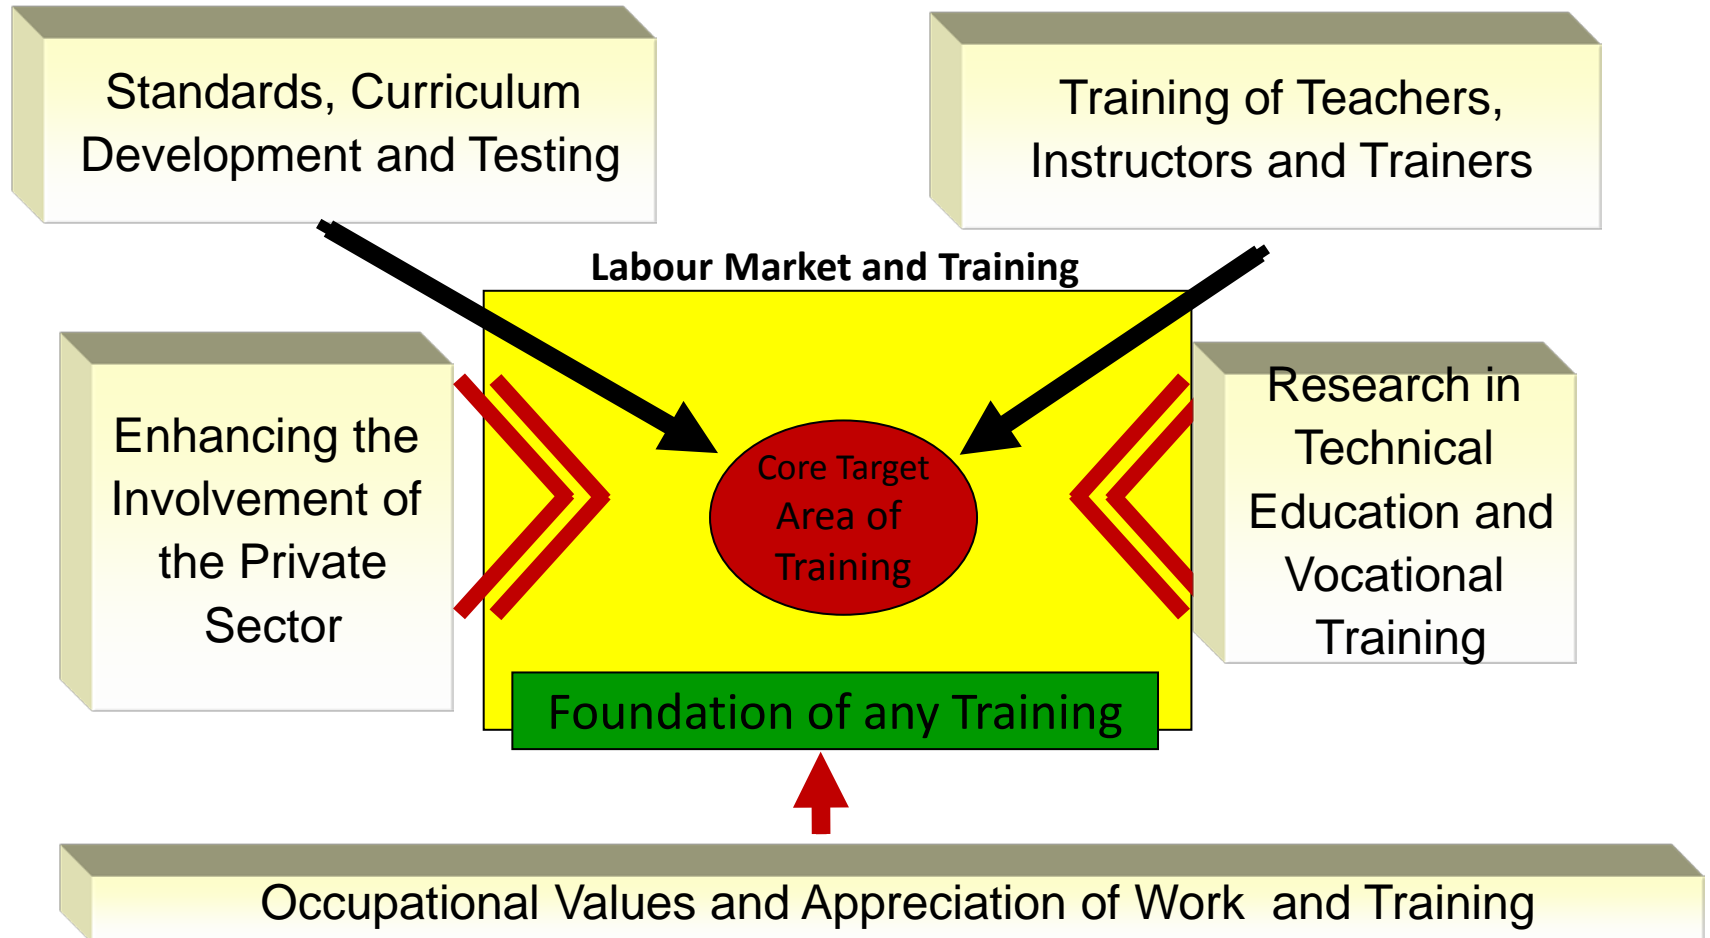 Standards, Curriculum
Development and Testing
Training of Teachers,
Instructors and Trainers
Labour Market and Training
Enhancing the
Involvement of
the Private
Sector
Core Target
Area of
Training
Research in
Technical
Education and
Vocational
Training
Foundation of any Training
Occupational Values and Appreciation of Work and Training